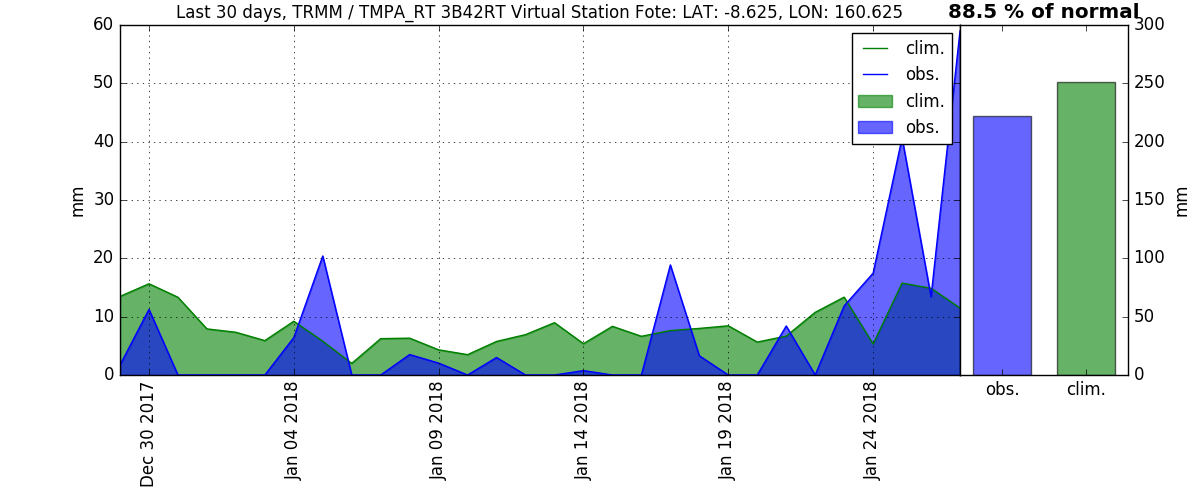 Last 30 days, TRMM / TMPA_RT 3B42RT Virtual Station Fote: LAT: -8.625, LON: 160.625
88.5 % of normal
60
50
40
30
20
10
0
mm
clim.
obs.
clim.
obs.
300
250
200
150
100
50
0
mm
Dec 30 2017
Jan 04 2018
Jan 09 2018
Jan 14 2018
Jan 19 2018
Jan 24 2018
obs.
clim.